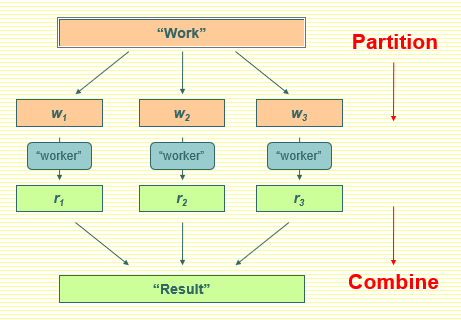 “Work”
Partition
w1 w2 w3
“worker” “worker” “worker”
r1 r2 r3
“Result”
Combine